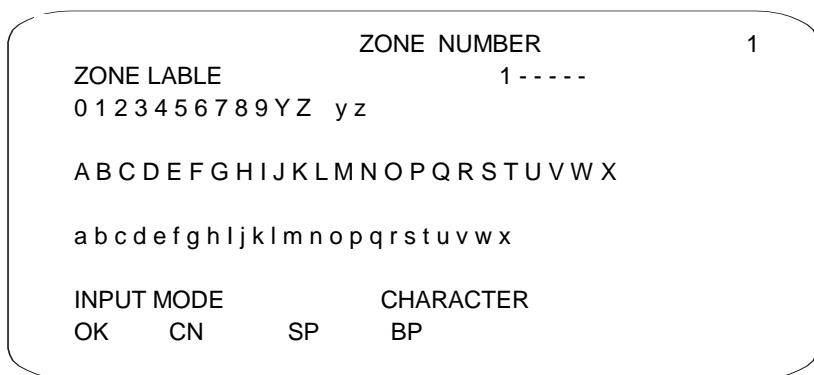 ZONE NUMBER 1
ZONE LABLE 1 - - - - -
0 1 2 3 4 5 6 7 8 9 Y Z y z
A B C D E F G H I J K L M N O P Q R S T U V W X
a b c d e f g h I j k l m n o p q r s t u v w x
INPUT MODE CHARACTER
OK CN SP BP